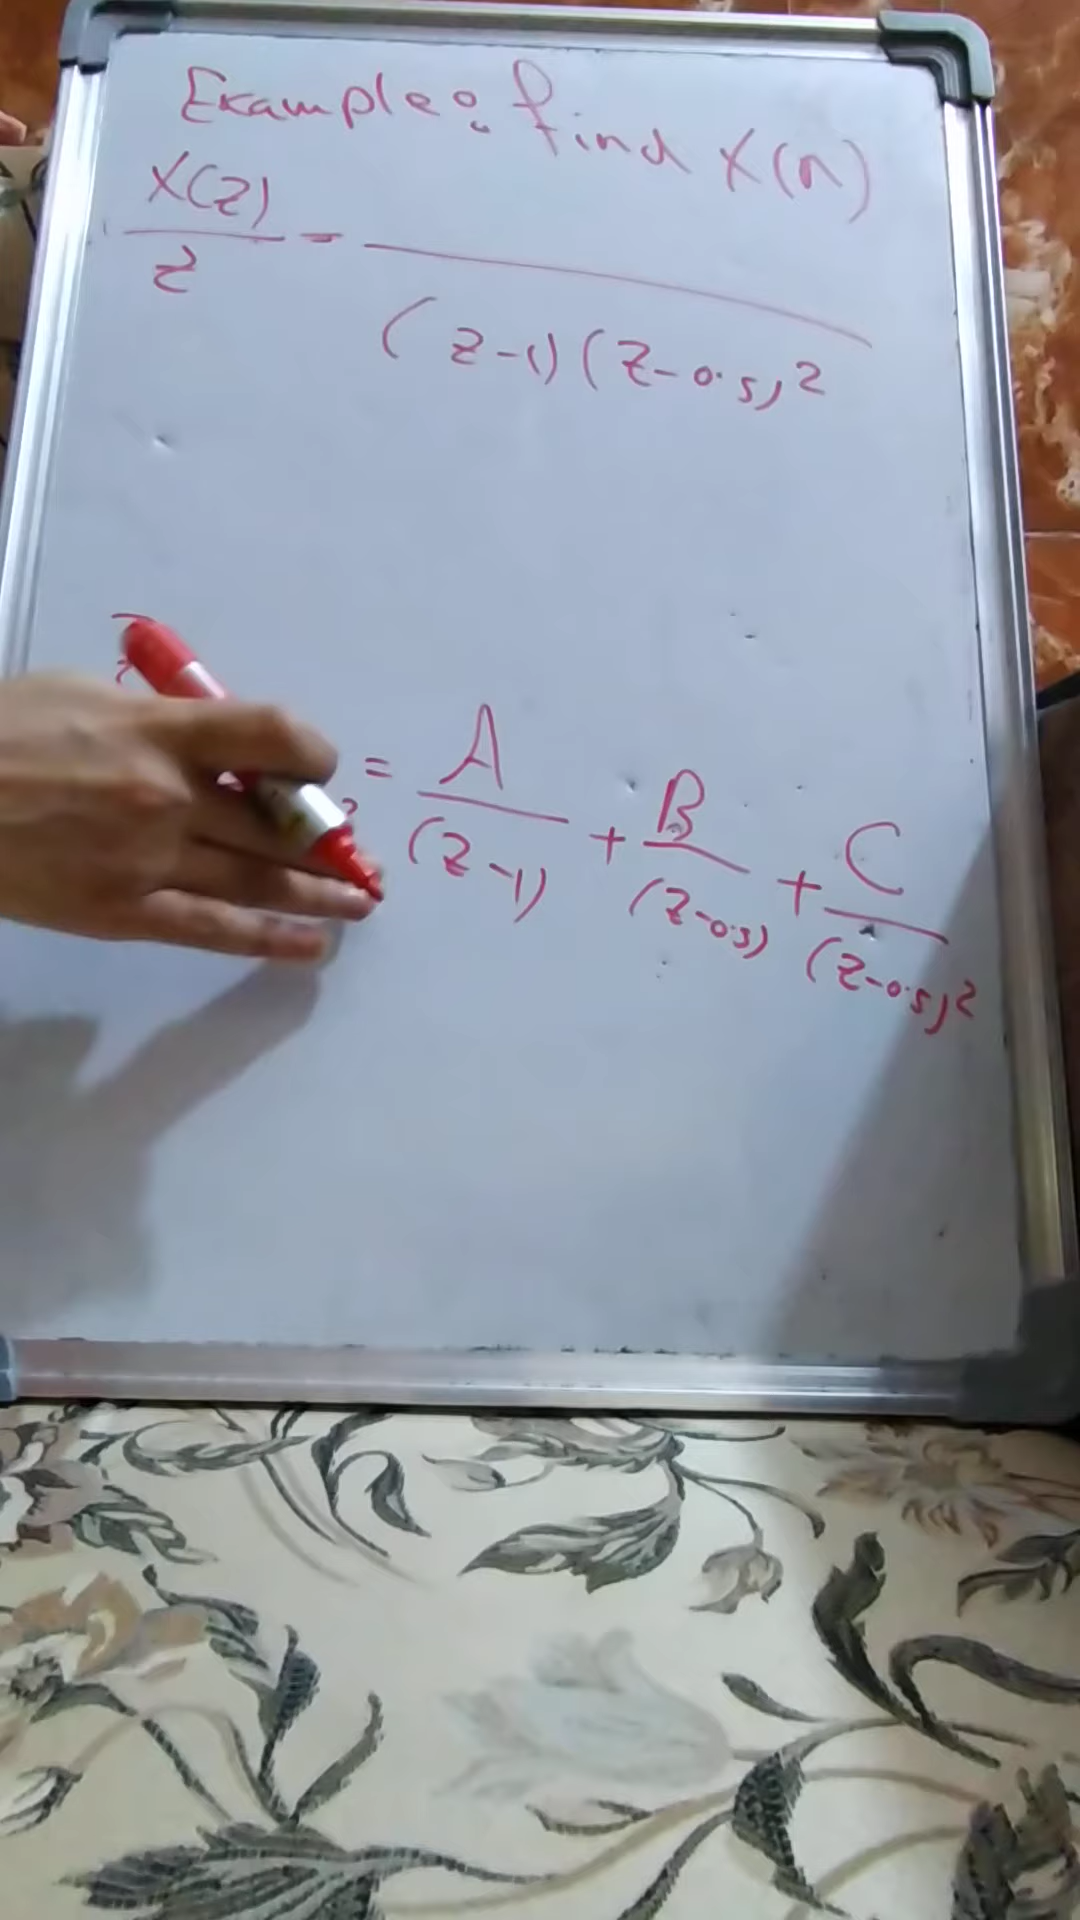 Example: find X(n)
X(z)/z = ―/(z-1)(z-0.5)²
= A/(z-1) + B/(z-0.5) + C/(z-0.5)²